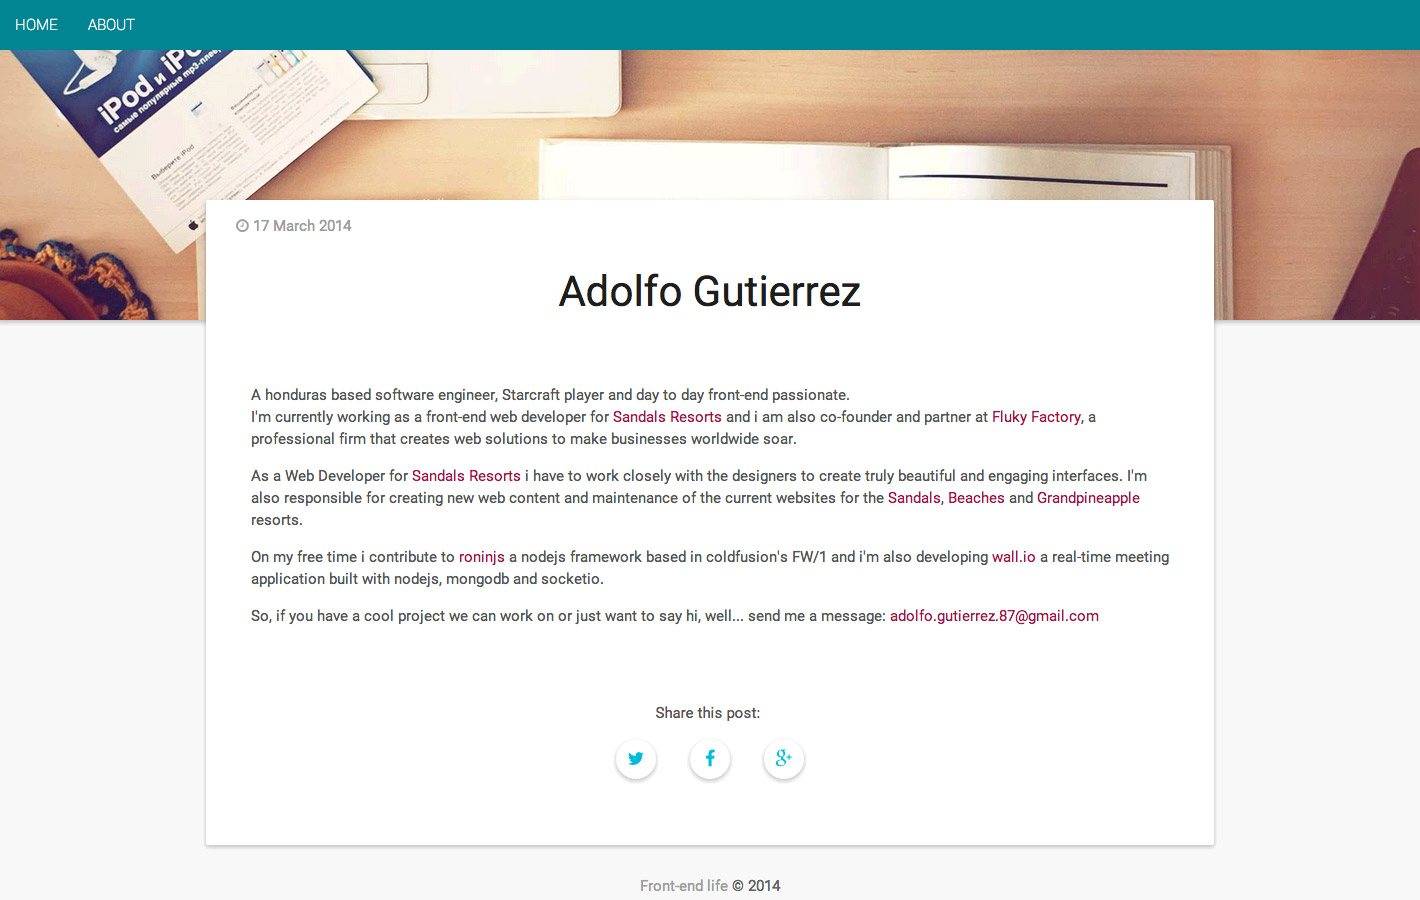 HOME ABOUT
iPod и iPo
самые популярные mp3-плее
Выберите iPod
17 March 2014
Adolfo Gutierrez
A honduras based software engineer, Starcraft player and day to day front-end passionate.
I'm currently working as a front-end web developer for Sandals Resorts and i am also co-founder and partner at Fluky Factory, a
professional firm that creates web solutions to make businesses worldwide soar.
As a Web Developer for Sandals Resorts i have to work closely with the designers to create truly beautiful and engaging interfaces. I'm
also responsible for creating new web content and maintenance of the current websites for the Sandals, Beaches and Grandpineapple
resorts.
On my free time i contribute to roninjs a nodejs framework based in coldfusion's FW/1 and i'm also developing wall.io a real-time meeting
application built with nodejs, mongodb and socketio.
So, if you have a cool project we can work on or just want to say hi, well... send me a message: adolfo.gutierrez.87@gmail.com
Share this post:
Front-end life © 2014